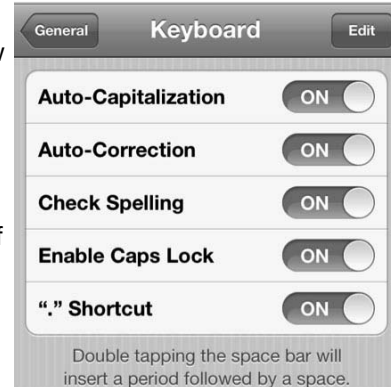 General Keyboard Edit
Auto-Capitalization ON
Auto-Correction ON
Check Spelling ON
Enable Caps Lock ON
“.” Shortcut ON
Double tapping the space bar will
insert a period followed by a space.